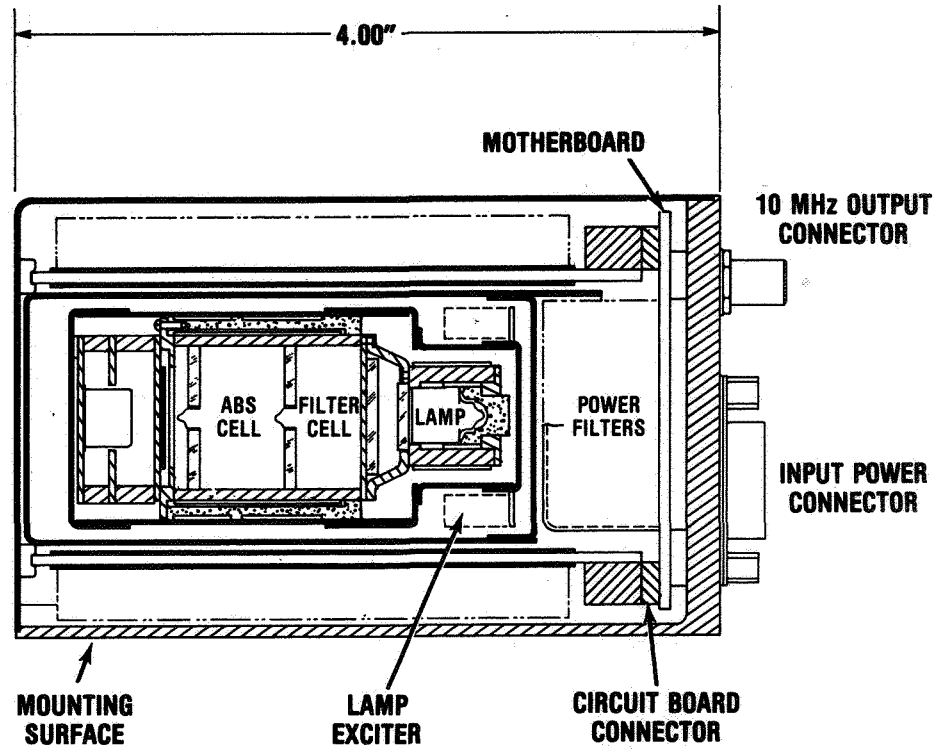 4.00"
MOTHERBOARD
10 MHz OUTPUT
CONNECTOR
ABS
CELL
FILTER
CELL
LAMP
POWER
FILTERS
INPUT POWER
CONNECTOR
MOUNTING
SURFACE
LAMP
EXCITER
CIRCUIT BOARD
CONNECTOR